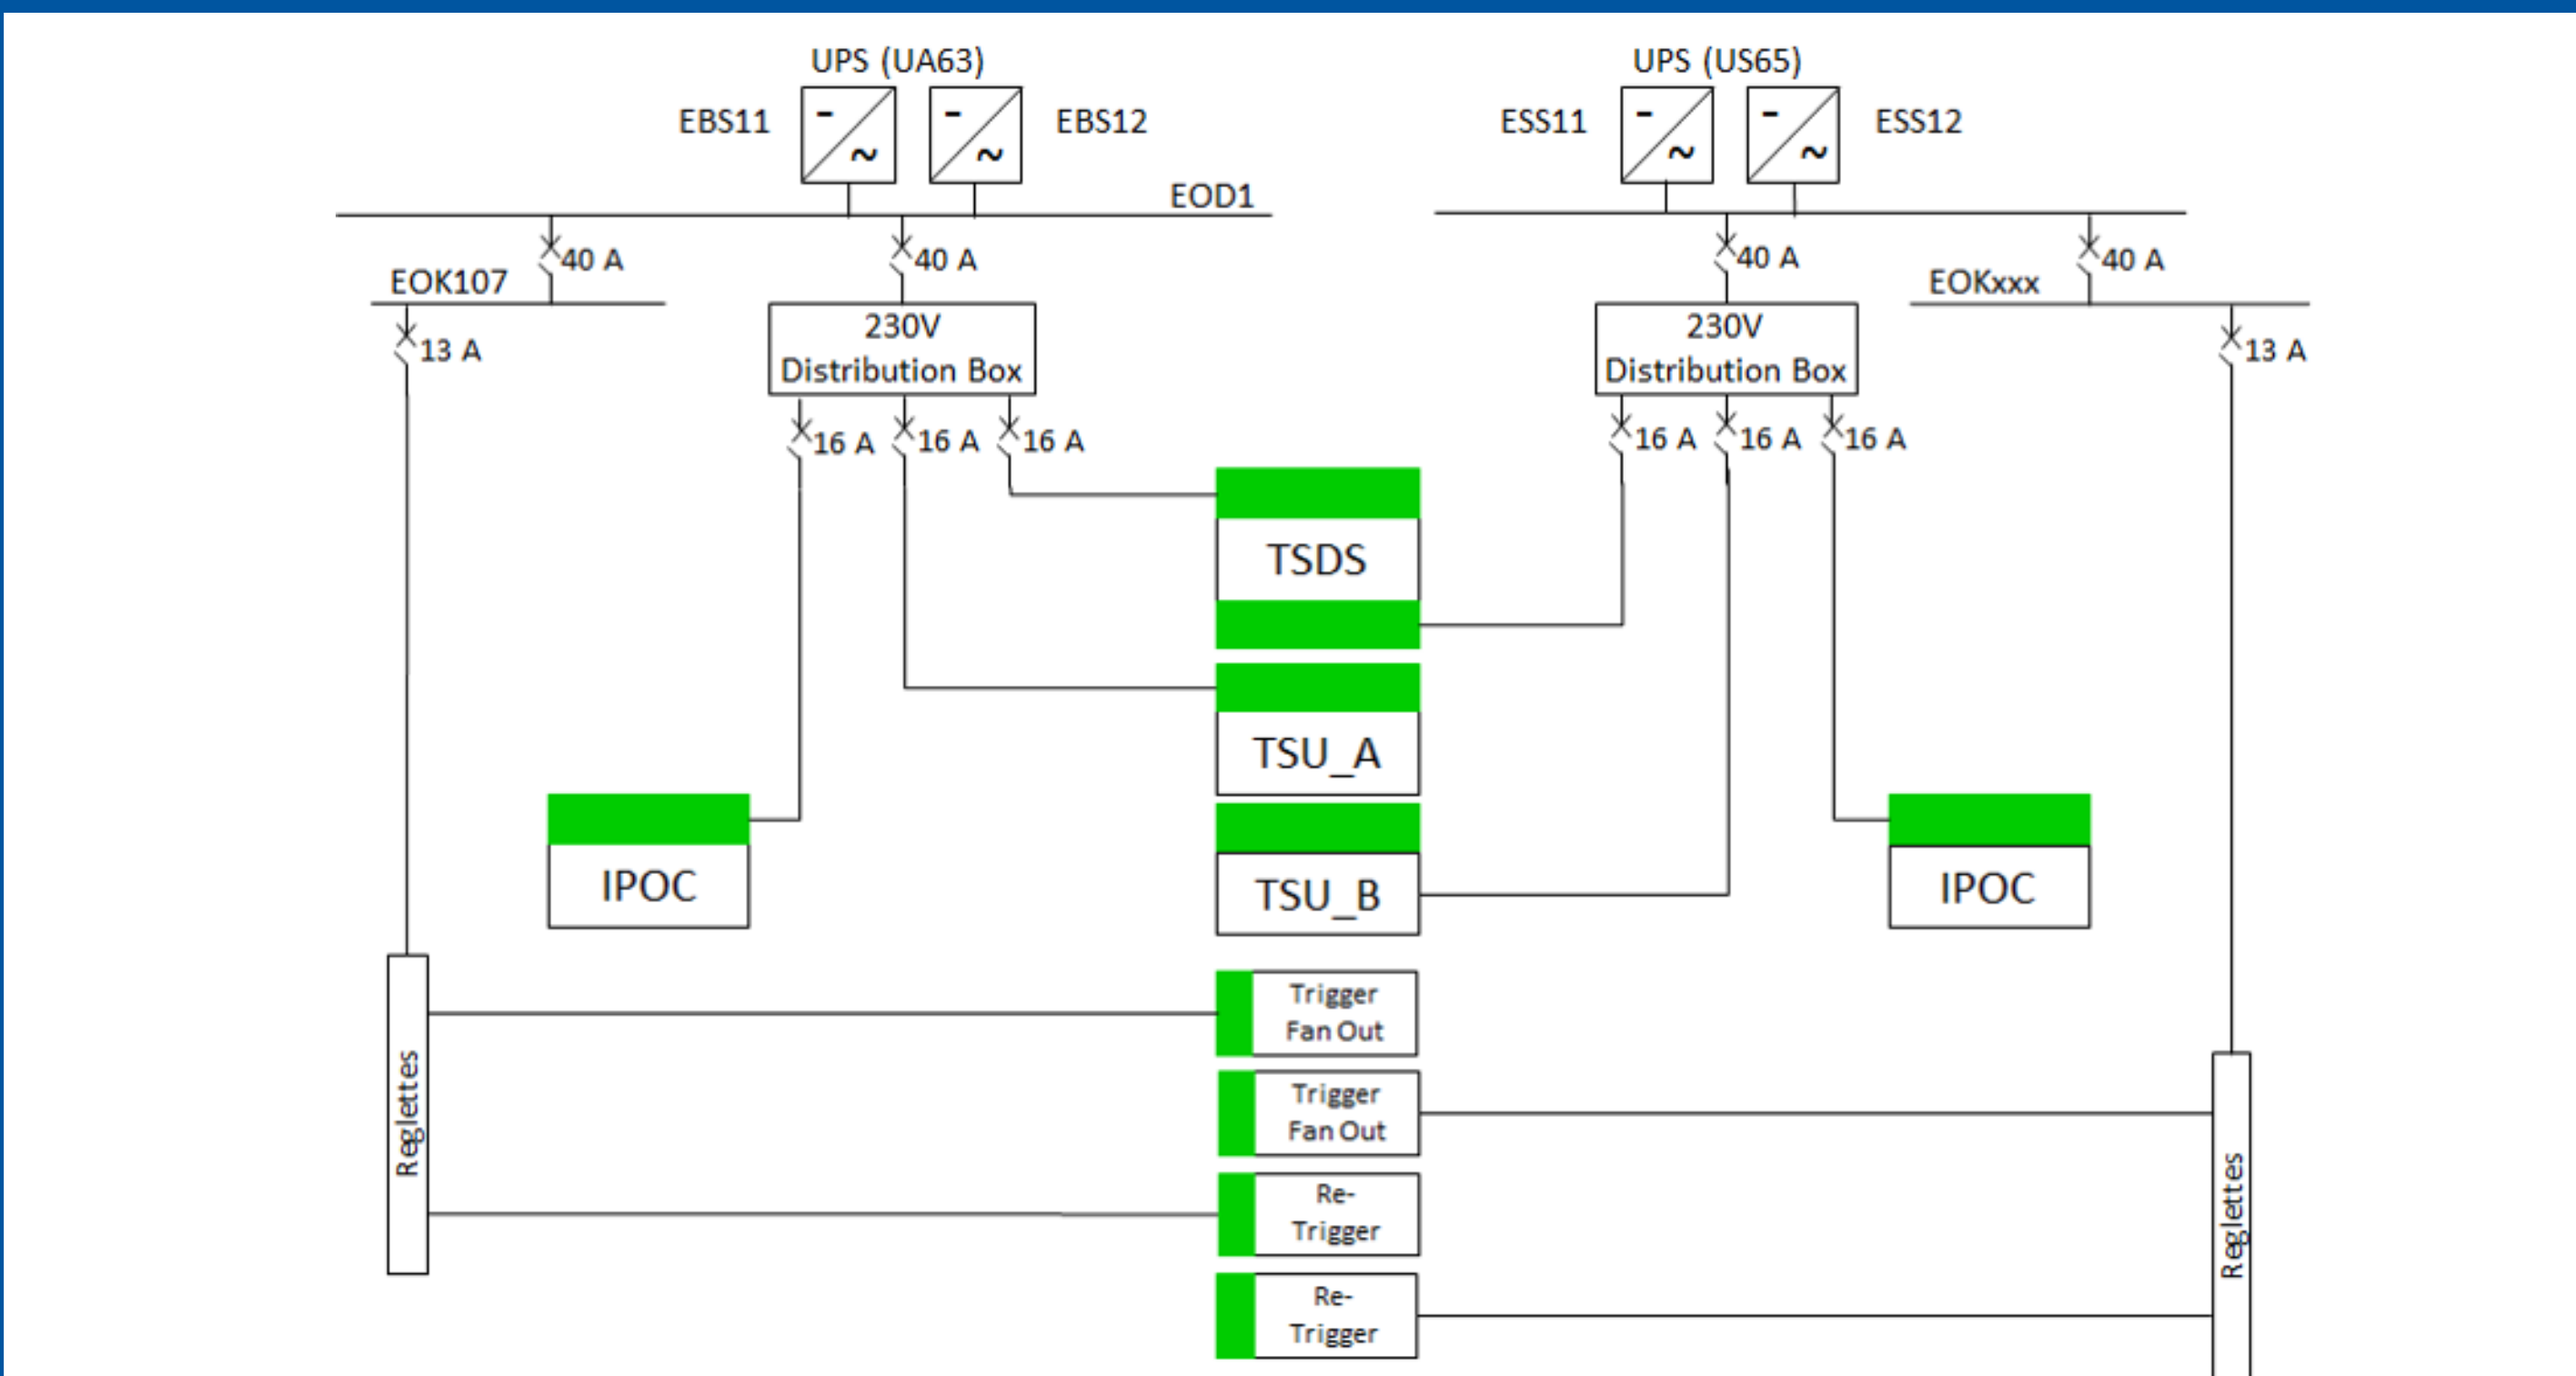 UPS (UA63)
UPS (US65)
EBS11
EBS12
ESS11
ESS12
-
~
-
~
-
~
-
~
EOD1
40 A
40 A
40 A
40 A
EOK107
EOKxxx
230V
Distribution Box
230V
Distribution Box
13 A
13 A
16 A
16 A
16 A
16 A
16 A
16 A
TSDS
TSU_A
IPOC
TSU_B
IPOC
Trigger
Fan Out
Trigger
Fan Out
Reglettes
Re-
Trigger
Reglettes
Re-
Trigger